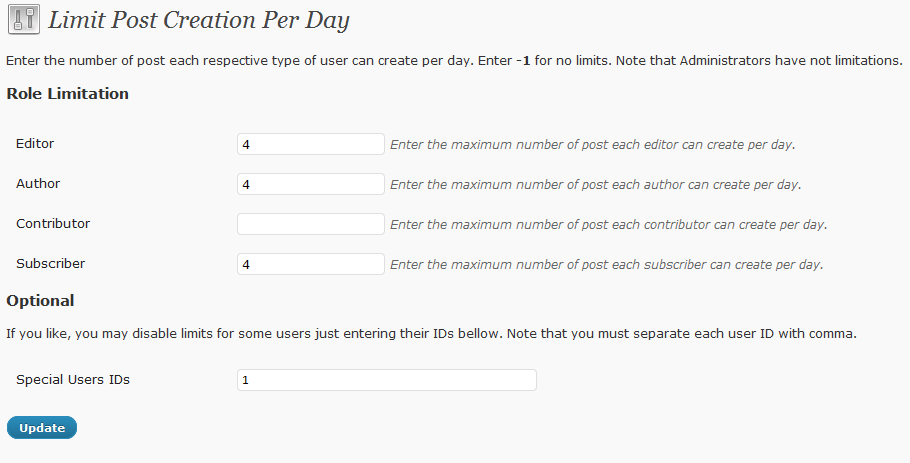 Limit Post Creation Per Day
Enter the number of post each respective type of user can create per day. Enter -1 for no limits. Note that Administrators have not limitations.
Role Limitation
Editor 4 Enter the maximum number of post each editor can create per day.
Author 4 Enter the maximum number of post each author can create per day.
Contributor Enter the maximum number of post each contributor can create per day.
Subscriber 4 Enter the maximum number of post each subscriber can create per day.
Optional
If you like, you may disable limits for some users just entering their IDs bellow. Note that you must separate each user ID with comma.
Special Users IDs 1
Update